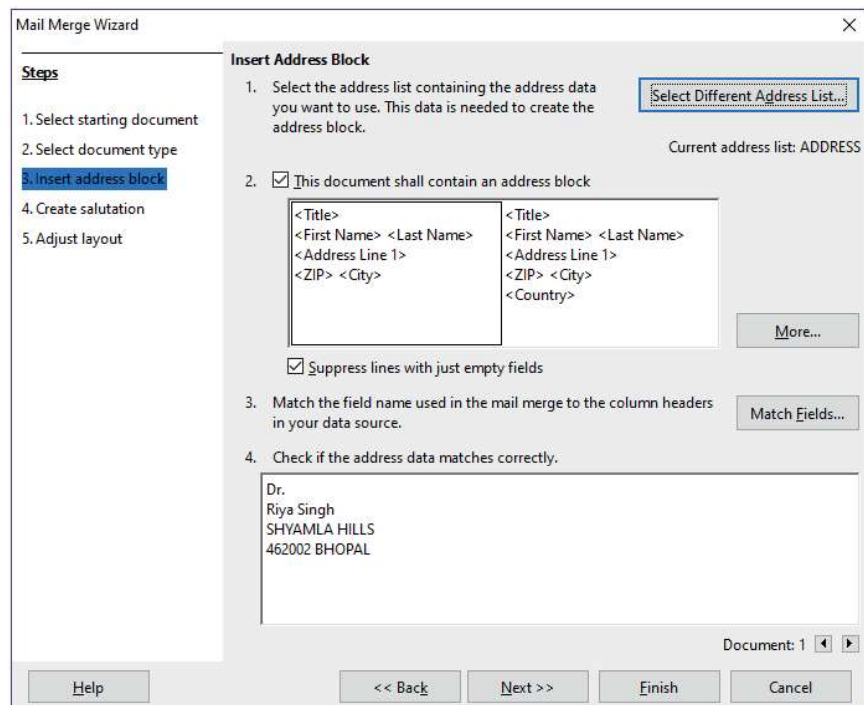 Mail Merge Wizard
Steps
1. Select starting document
2. Select document type
3. Insert address block
4. Create salutation
5. Adjust layout
Insert Address Block
1. Select the address list containing the address data
you want to use. This data is needed to create the
address block.
Select Different Address List...
Current address list: ADDRESS
2. This document shall contain an address block
<Title>
<First Name> <Last Name>
<Address Line 1>
<ZIP> <City>
<Title>
<First Name> <Last Name>
<Address Line 1>
<ZIP> <City>
<Country>
More...
Suppress lines with just empty fields
3. Match the field name used in the mail merge to the column headers
in your data source.
Match Fields...
4. Check if the address data matches correctly.
Dr.
Riya Singh
SHYAMLA HILLS
462002 BHOPAL
Document: 1
Help
<< Back
Next >>
Finish
Cancel